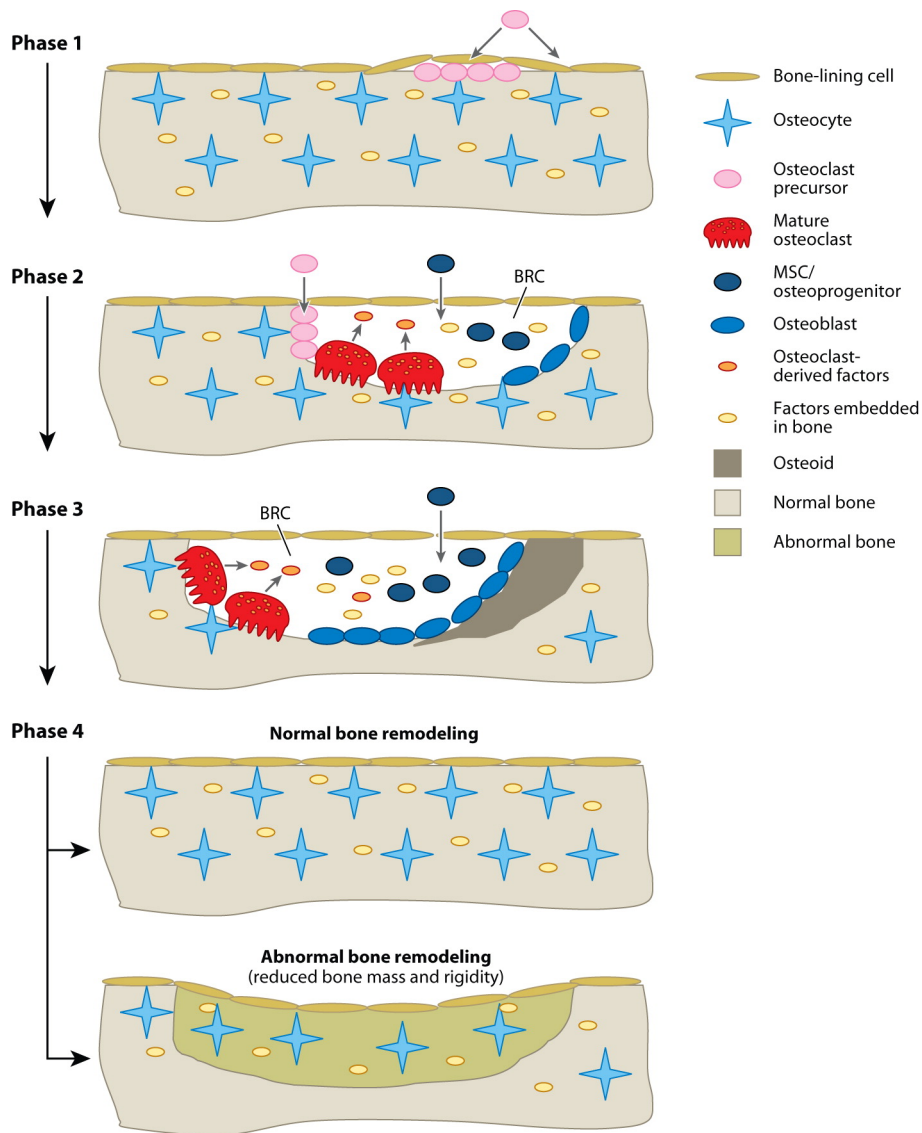 Phase 1
Bone-lining cell
Osteocyte
Osteoclast
precursor
Mature
osteoclast
Phase 2
BRC
MSC/
osteoprogenitor
Osteoblast
Osteoclast-
derived factors
Factors embedded
in bone
Osteoid
Normal bone
Abnormal bone
Phase 3
BRC
Phase 4
Normal bone remodeling
Abnormal bone remodeling
(reduced bone mass and rigidity)